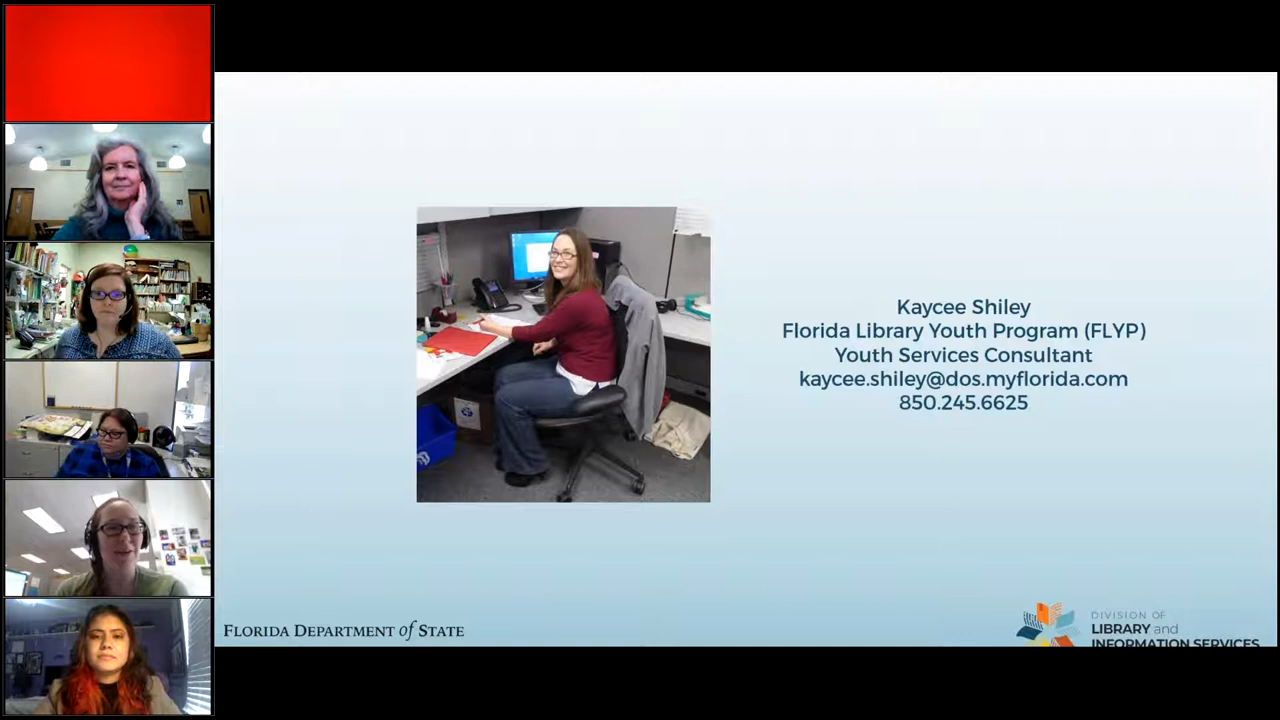 Kaycee Shiley
Florida Library Youth Program (FLYP)
Youth Services Consultant
kaycee.shiley@dos.myflorida.com
850.245.6625
FLORIDA DEPARTMENT of STATE
DIVISION OF
LIBRARY and
INFORMATION SERVICES